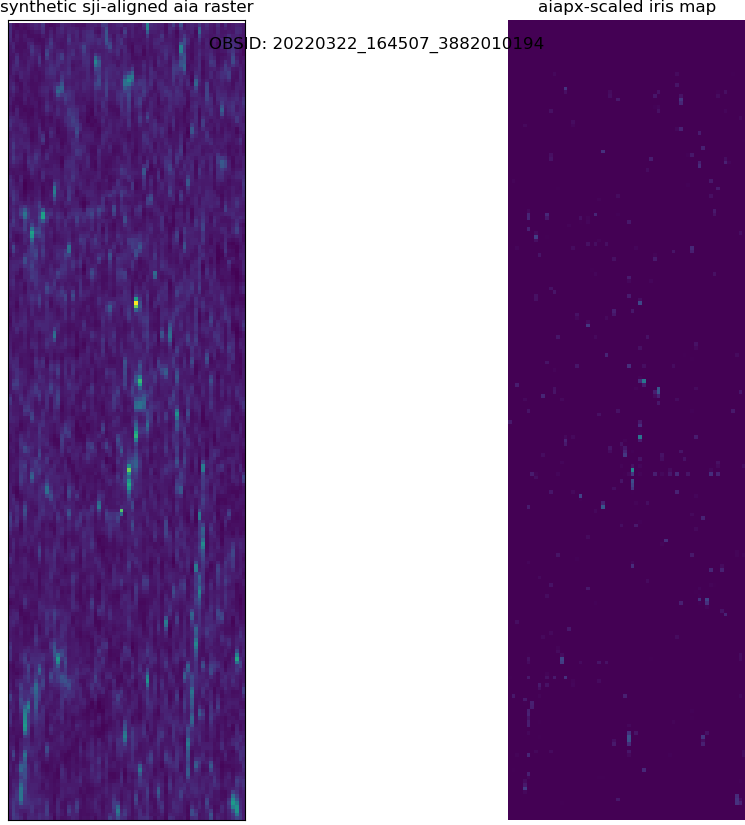 synthetic sji-aligned aia raster
aiapx-scaled iris map
OBSID: 20220322_164507_3882010194